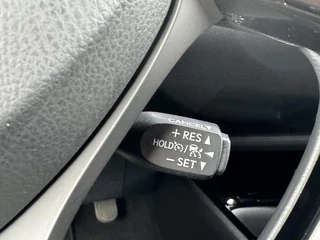 CANCEL
+ RES ▲
HOLD /
− SET ▼